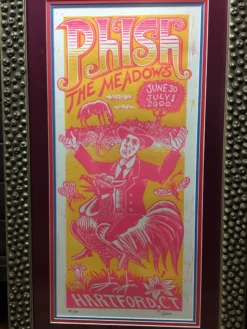 Phish
THE MEADOWS
JUNE 30
JULY 1
2000
HARTFORD, CT